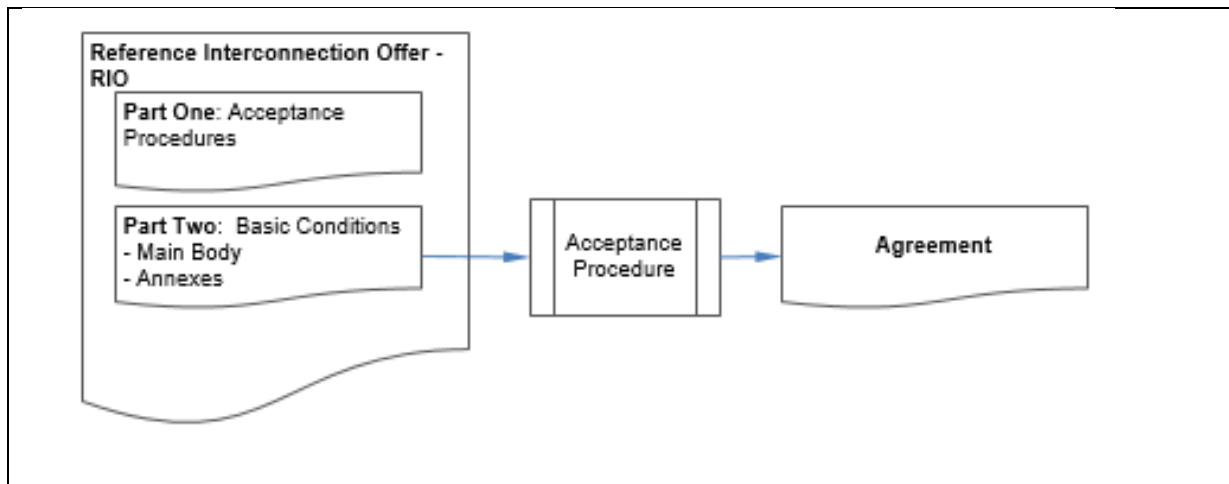 Reference Interconnection Offer -
RIO
Part One: Acceptance
Procedures
Part Two:  Basic Conditions
- Main Body
- Annexes
Acceptance
Procedure
Agreement